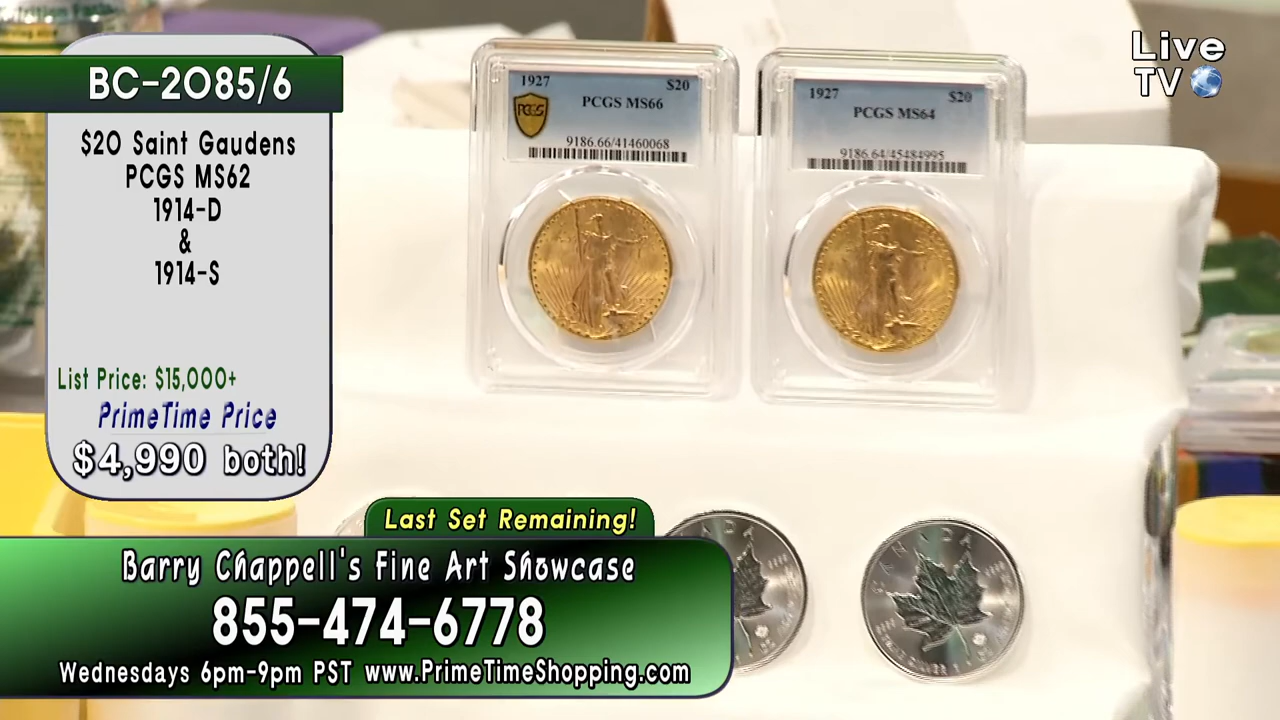 BC-2085/6
$20 Saint Gaudens
PCGS MS62
1914-D
&
1914-S
List Price: $15,000+
PrimeTime Price
$4,990 both!
Last Set Remaining!
Barry Chappell's Fine Art Showcase
855-474-6778
Wednesdays 6pm-9pm PST www.PrimeTimeShopping.com
Live
TV
1927 $20
PCGS MS66
PCGS
9186.66/41460068
1927 $20
PCGS MS64
9186.64/45484995
CANADA